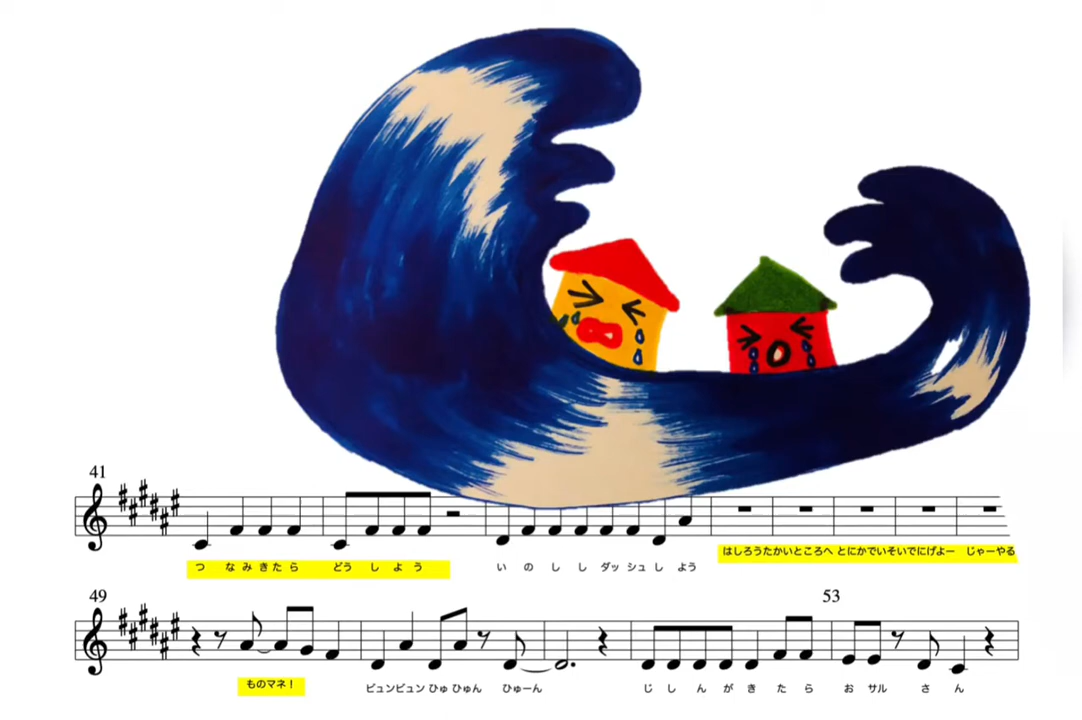 41
つ な み き た ら ど う し よ う い の し し ダッ シュ し よう はしろうたかいところへ とにかでいそいでにげよー じゃーやる
49 53
ものマネ! ビュンビュン ひゅ ひゅん ひゅーん じ し ん が き た ら お サル さ ん